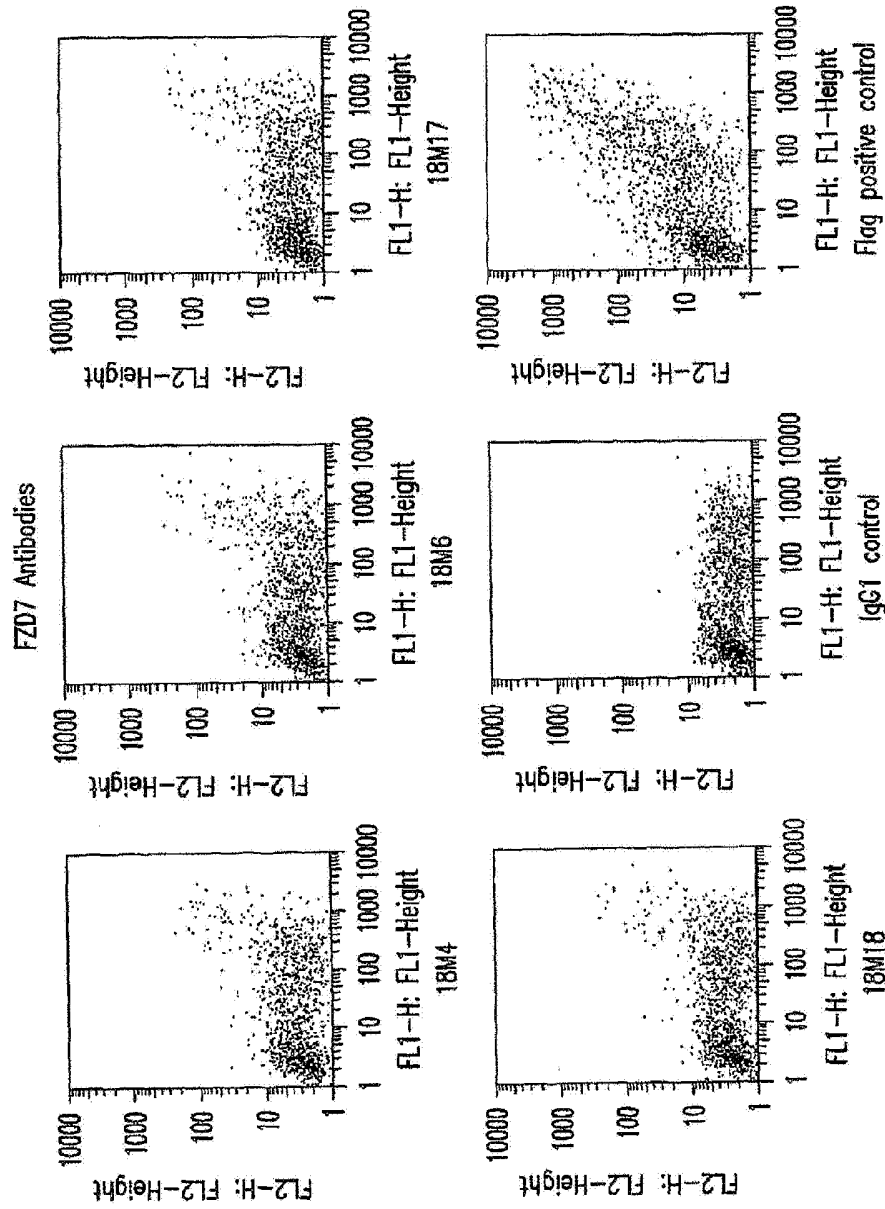 FZD7 Antibodies
FL2-H: FL2-Height
10000
1000
100
10
1
1 10 100 1000 10000
FL1-H: FL1-Height
18M4
FL2-H: FL2-Height
10000
1000
100
10
1
1 10 100 1000 10000
FL1-H: FL1-Height
18M6
FL2-H: FL2-Height
10000
1000
100
10
1
1 10 100 1000 10000
FL1-H: FL1-Height
18M17
FL2-H: FL2-Height
10000
1000
100
10
1
1 10 100 1000 10000
FL1-H: FL1-Height
18M18
FL2-H: FL2-Height
10000
1000
100
10
1
1 10 100 1000 10000
FL1-H: FL1-Height
IgG1 control
FL2-H: FL2-Height
10000
1000
100
10
1
1 10 100 1000 10000
FL1-H: FL1-Height
Flag positive control